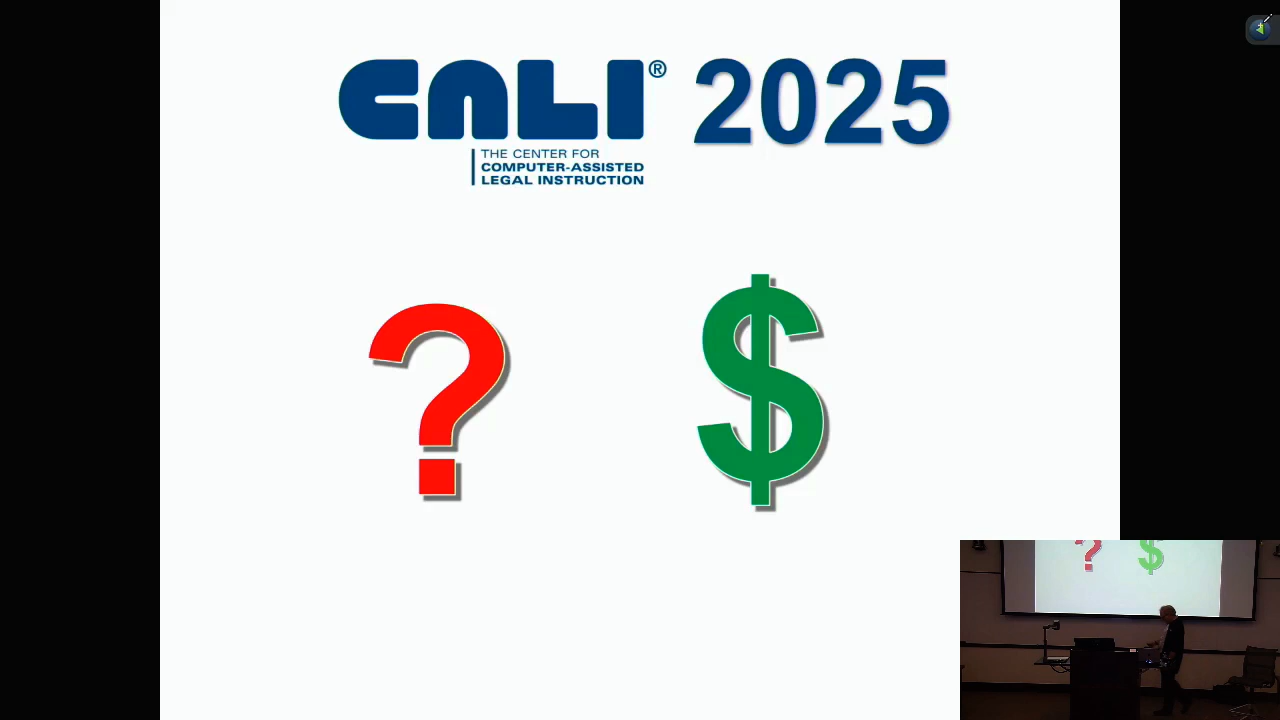 CALI® 2025
THE CENTER FOR
COMPUTER-ASSISTED
LEGAL INSTRUCTION
? $
? $